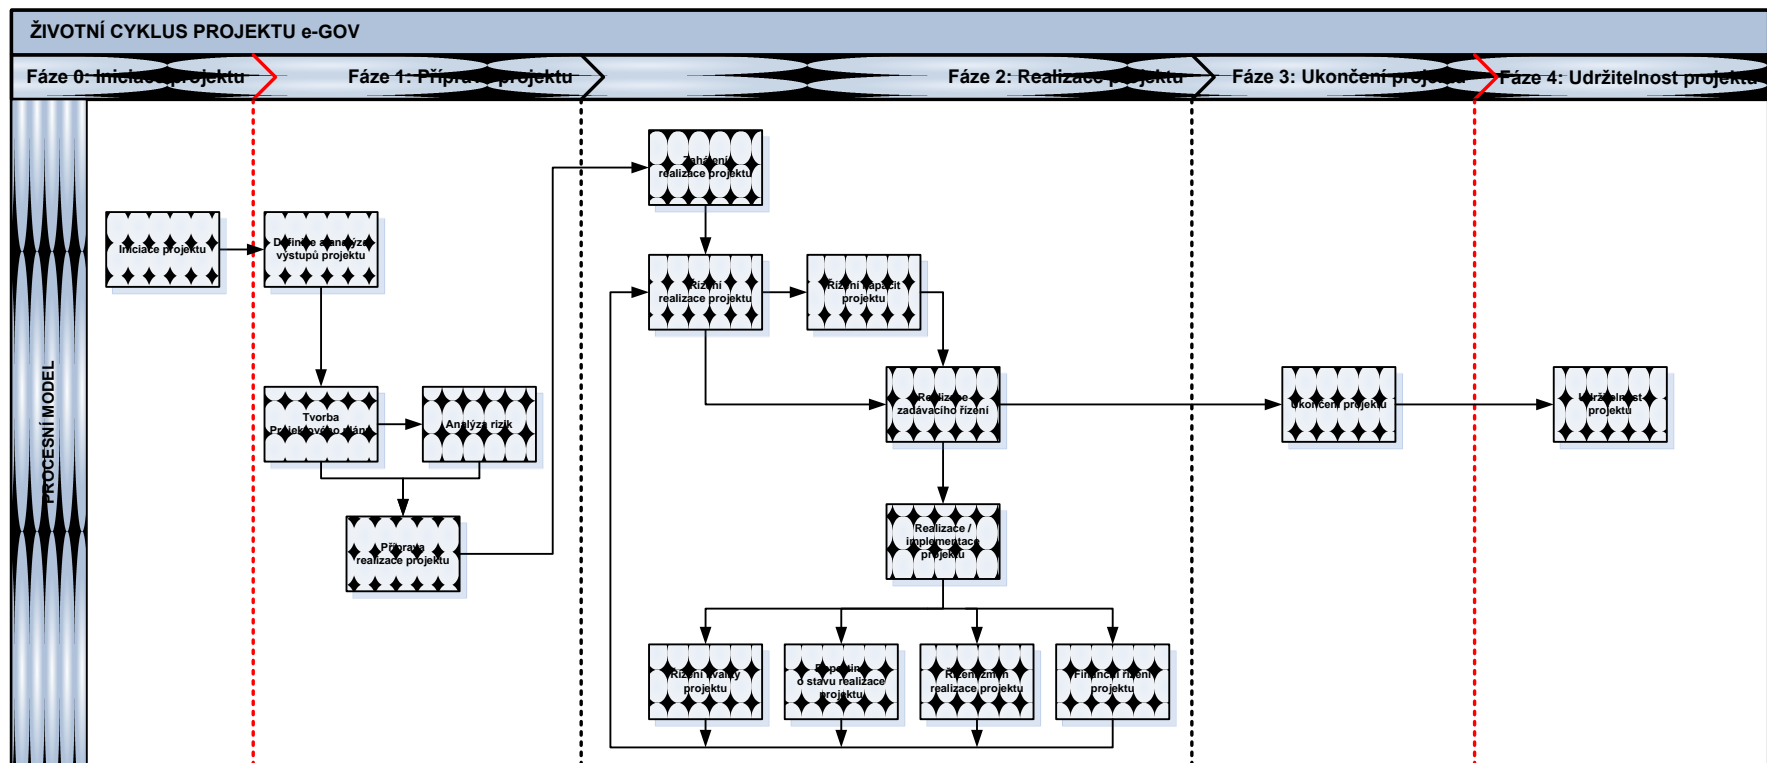 ŽIVOTNÍ CYKLUS PROJEKTU e-GOV
Fáze 0: Iniciace projektu
Fáze 1: Příprava projektu
Fáze 2: Realizace projektu
Fáze 3: Ukončení projektu
Fáze 4: Udržitelnost projektu
PROCESNÍ MODEL
Zahájení
realizace projektu
Iniciace projektu
Definice a analýza
výstupů projektu
Řízení
realizace projektu
Řízení kapacit
projektu
Tvorba
Projektového plánu
Analýza rizik
Realizace
zadávacího řízení
Ukončení projektu
Udržitelnost
projektu
Příprava
realizace projektu
Realizace /
implementace
projektu
Řízení kvality
projektu
Reporting
o stavu realizace
projektu
Řízení změn
realizace projektu
Finanční řízení
projektu